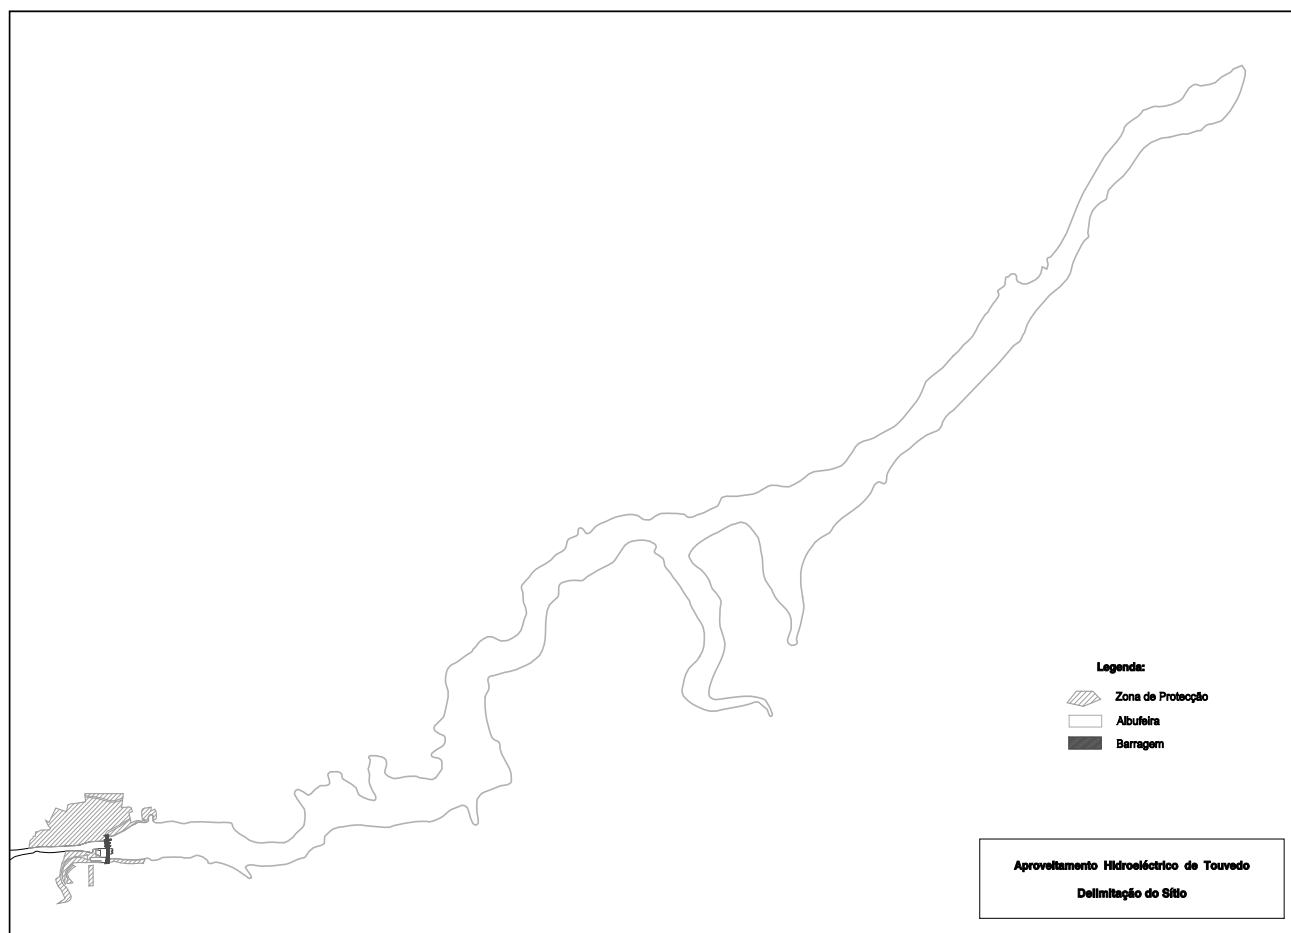 Legenda:
Zona de Protecção
Albufeira
Barragem
Aproveitamento Hidroeléctrico de Touvedo
Delimitação do Sítio